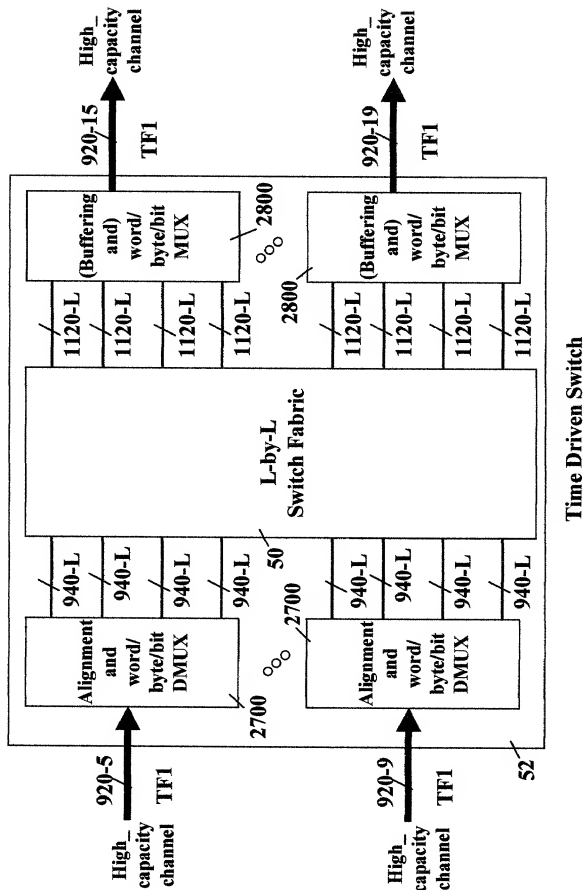 High_
capacity
channel
920-5
TF1
Alignment
and
word/
byte/bit
DMUX
2700
940-L
940-L
940-L
940-L
50
L-by-L
Switch Fabric
1120-L
1120-L
1120-L
1120-L
(Buffering
and)
word/
byte/bit
MUX
2800
920-15
TF1
High_
capacity
channel
High_
capacity
channel
920-9
TF1
2700
Alignment
and
word/
byte/bit
DMUX
940-L
940-L
940-L
940-L
1120-L
1120-L
1120-L
1120-L
2800
(Buffering
and) word/
byte/bit
MUX
920-19
TF1
High_
capacity
channel
52
Time Driven Switch